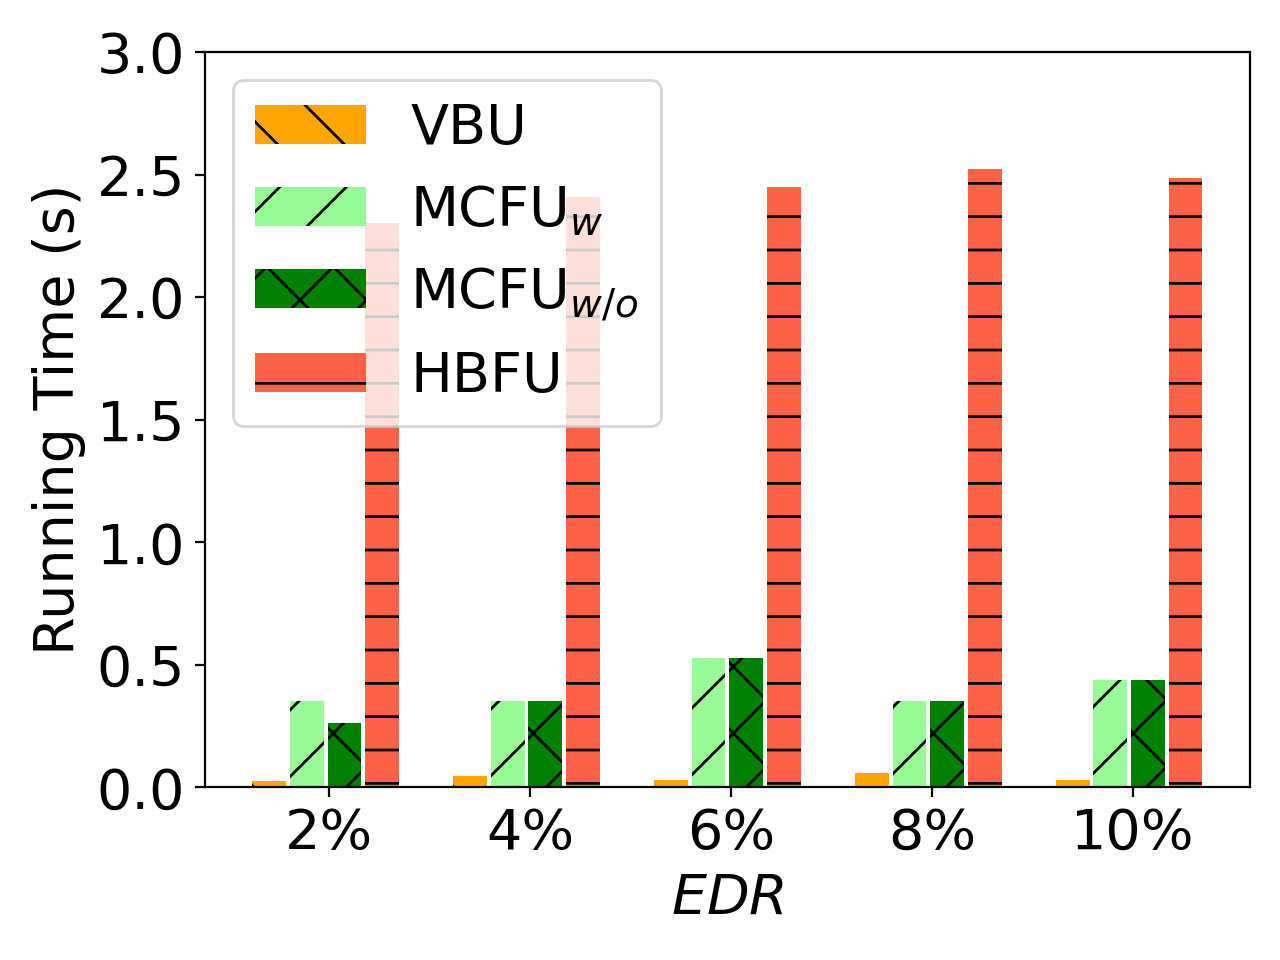 3.0
2.5
2.0
1.5
1.0
0.5
0.0
Running Time (s)
VBU
MCFU_w
MCFU_w/o
HBFU
2% 4% 6% 8% 10%
EDR